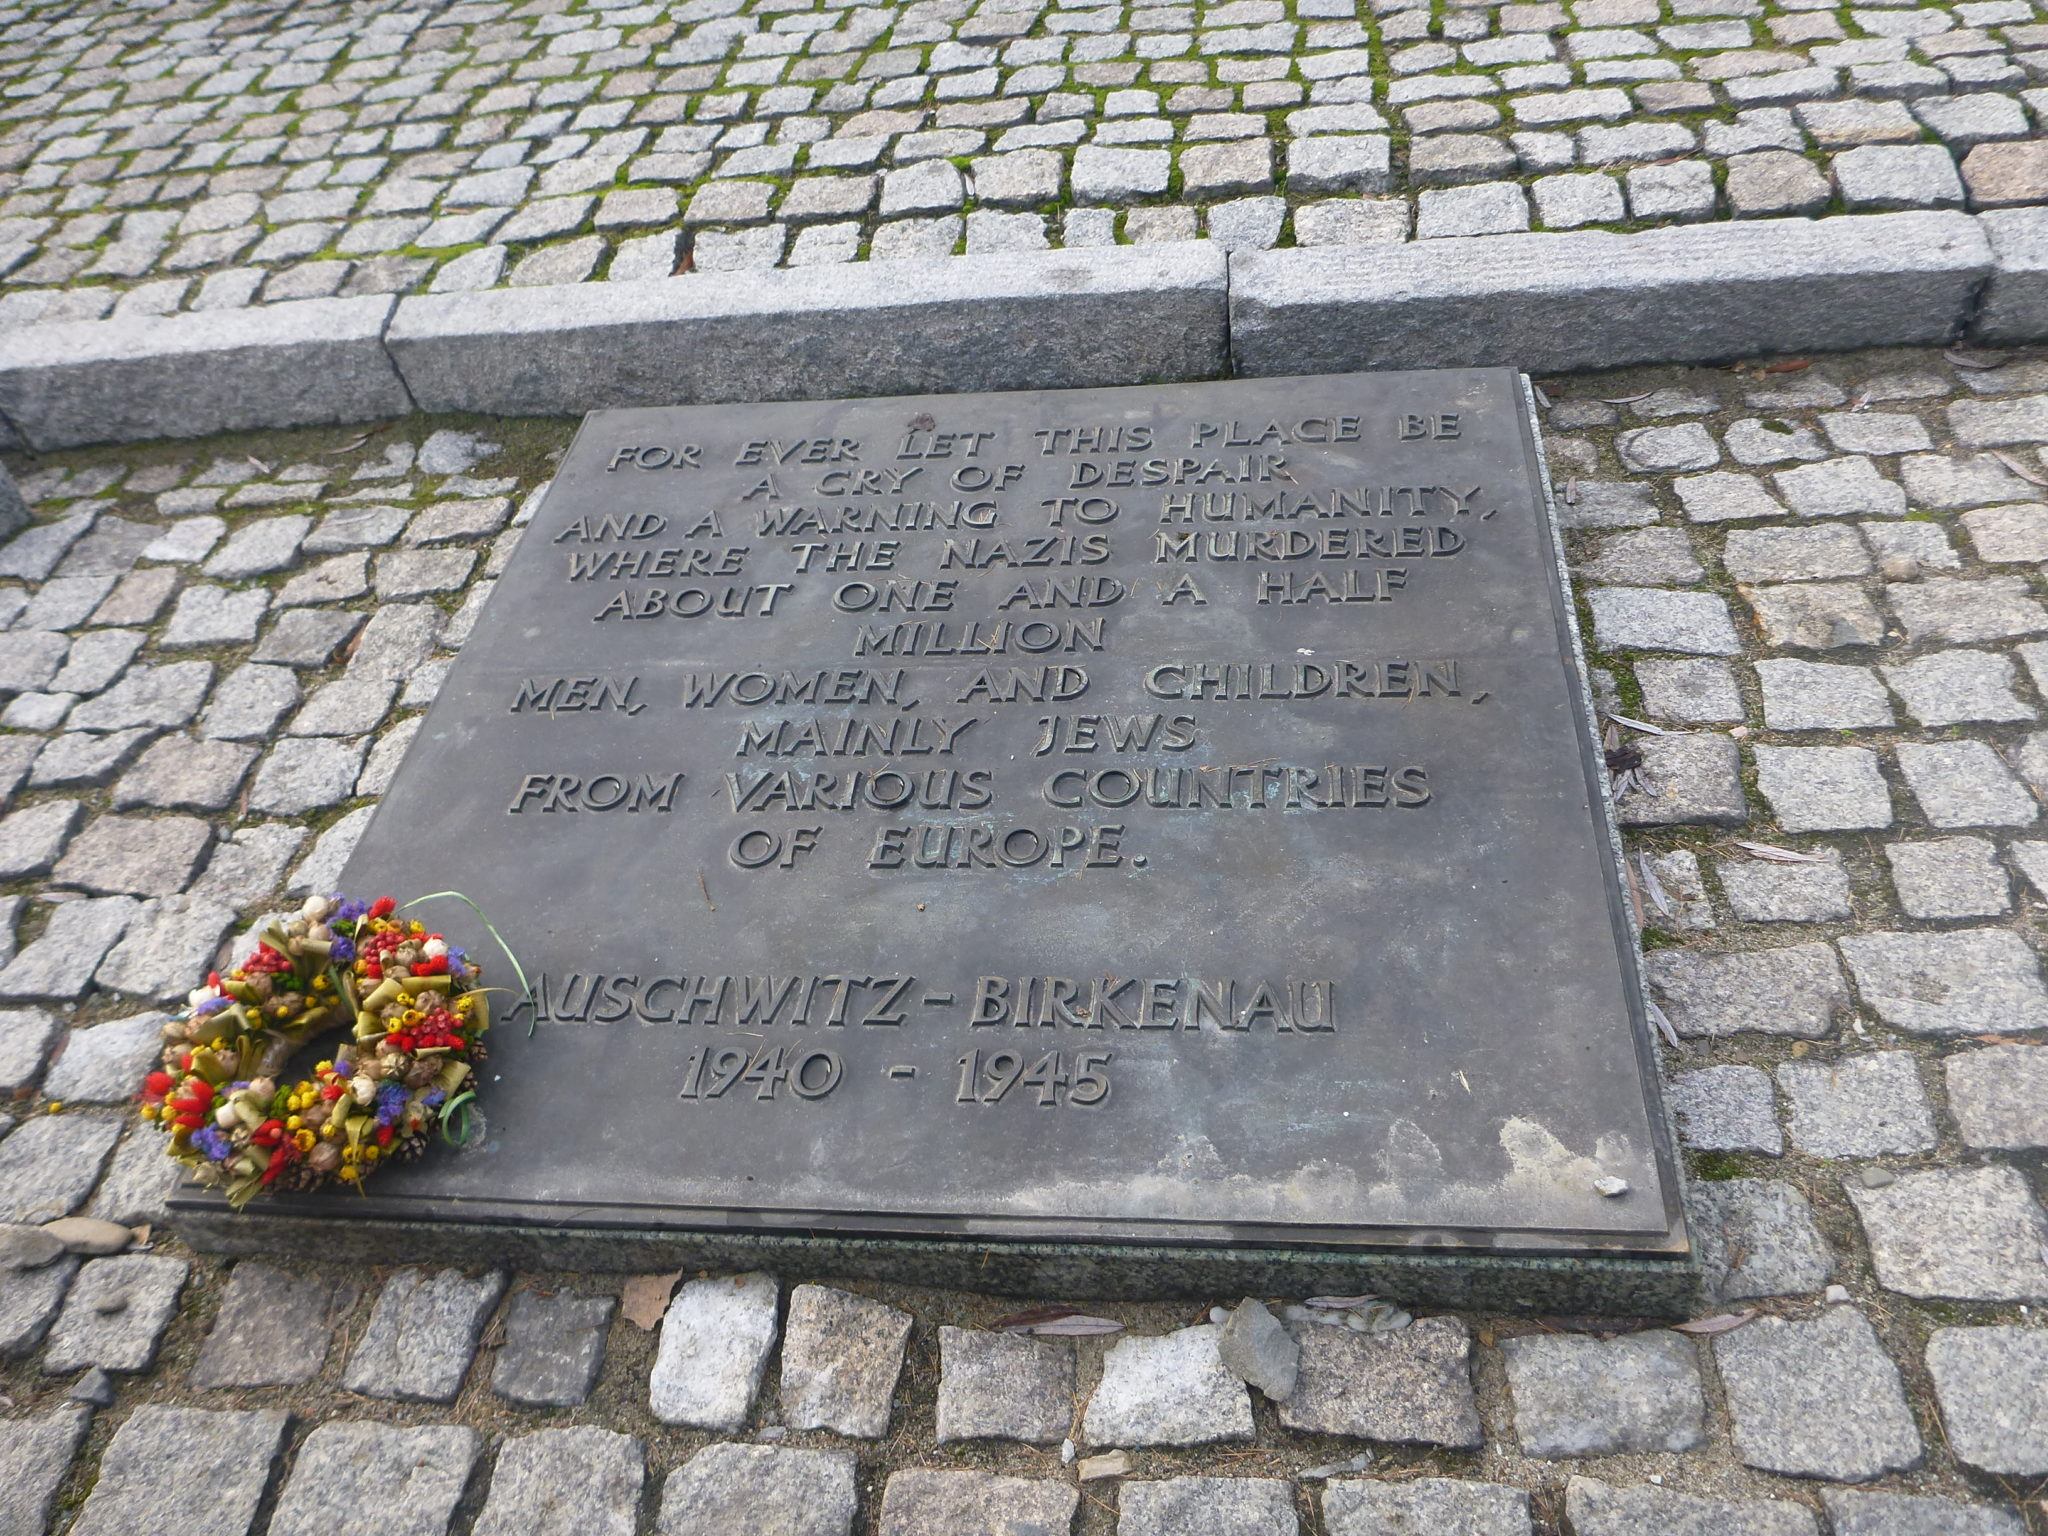 FOR EVER LET THIS PLACE BE
A CRY OF DESPAIR
AND A WARNING TO HUMANITY,
WHERE THE NAZIS MURDERED
ABOUT ONE AND A HALF
MILLION
MEN, WOMEN, AND CHILDREN,
MAINLY JEWS
FROM VARIOUS COUNTRIES
OF EUROPE.
AUSCHWITZ - BIRKENAU
1940 - 1945